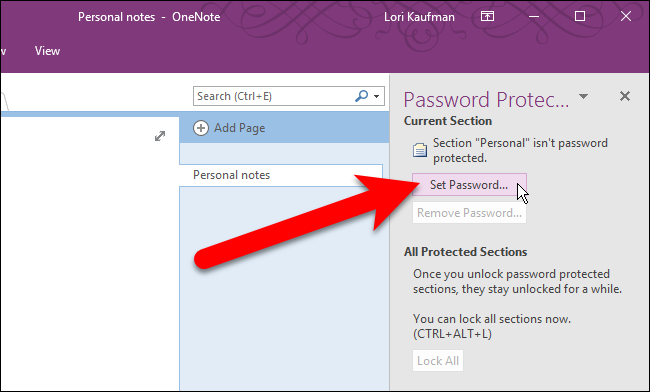 Personal notes - OneNote
Lori Kaufman
View
Search (Ctrl+E)
Add Page
Personal notes
Password Protec...
Current Section
Section "Personal" isn't password
protected.
Set Password...
Remove Password...
All Protected Sections
Once you unlock password protected
sections, they stay unlocked for a while.
You can lock all sections now.
(CTRL+ALT+L)
Lock All